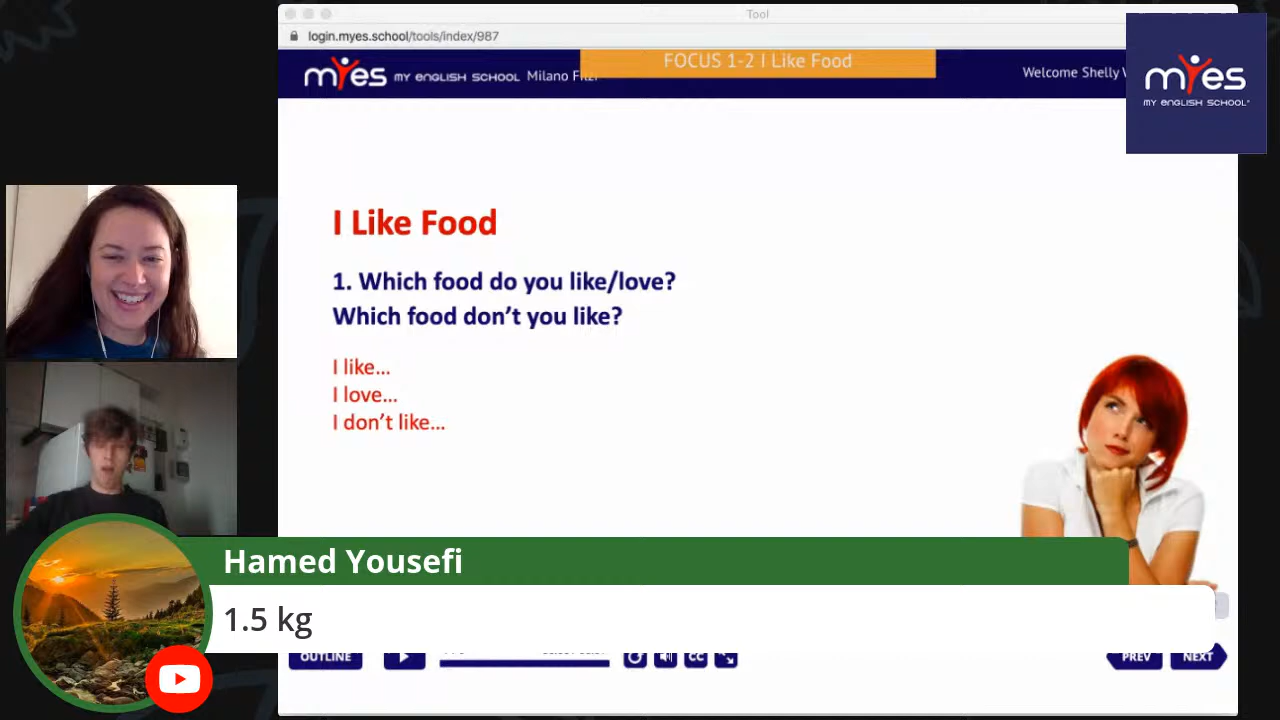 Tool
login.myes.school/tools/index/987
FOCUS 1-2 I Like Food
myes MY ENGLISH SCHOOL Milano
Welcome Shelly
myes
MY ENGLISH SCHOOL
I Like Food
1. Which food do you like/love?
Which food don’t you like?
I like...
I love...
I don’t like...
Hamed Yousefi
1.5 kg
OUTLINE
CC
PREV
NEXT